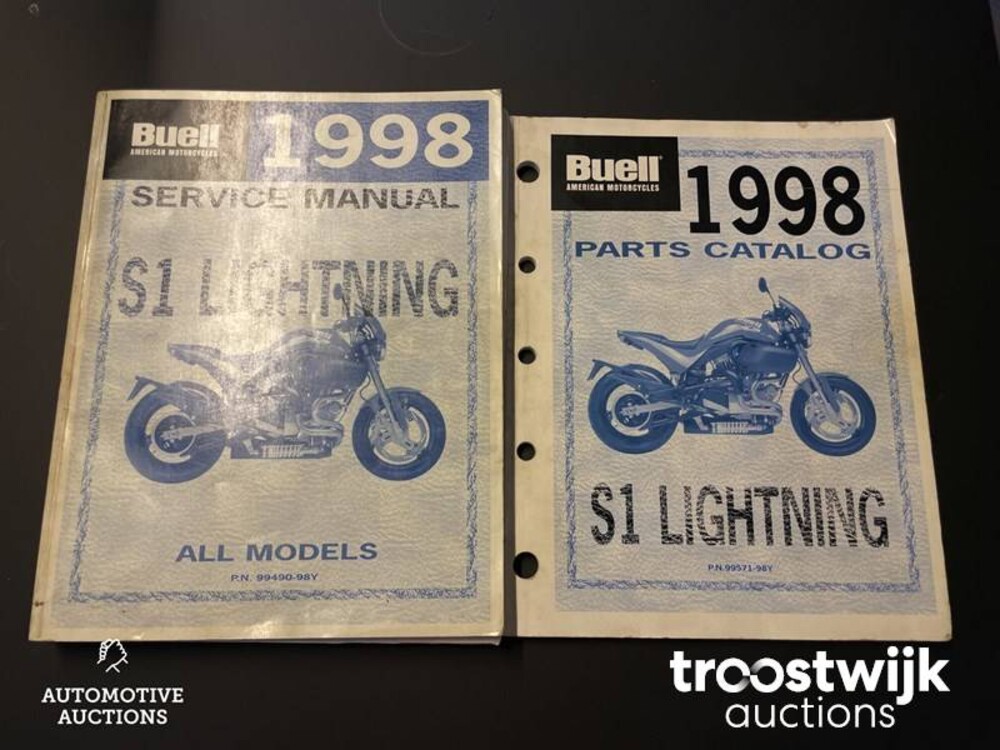 Buell
AMERICAN MOTORCYCLES
1998
SERVICE MANUAL
S1 LIGHTNING
ALL MODELS
P.N. 99490-98Y
Buell
AMERICAN MOTORCYCLES
1998
PARTS CATALOG
S1 LIGHTNING
P.N. 99571-98Y
AUTOMOTIVE
AUCTIONS
troostwijk
auctions